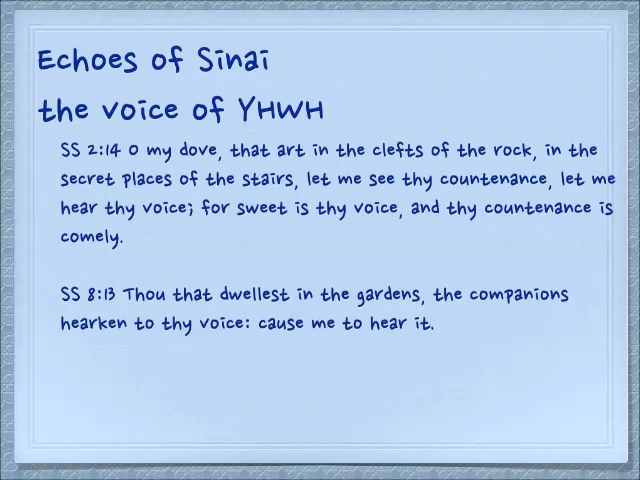 Echoes of Sinai
the voice of YHWH
SS 2:14 O my dove, that art in the clefts of the rock, in the
secret places of the stairs, let me see thy countenance, let me
hear thy voice; for sweet is thy voice, and thy countenance is
comely.
SS 8:13 Thou that dwellest in the gardens, the companions
hearken to thy voice: cause me to hear it.